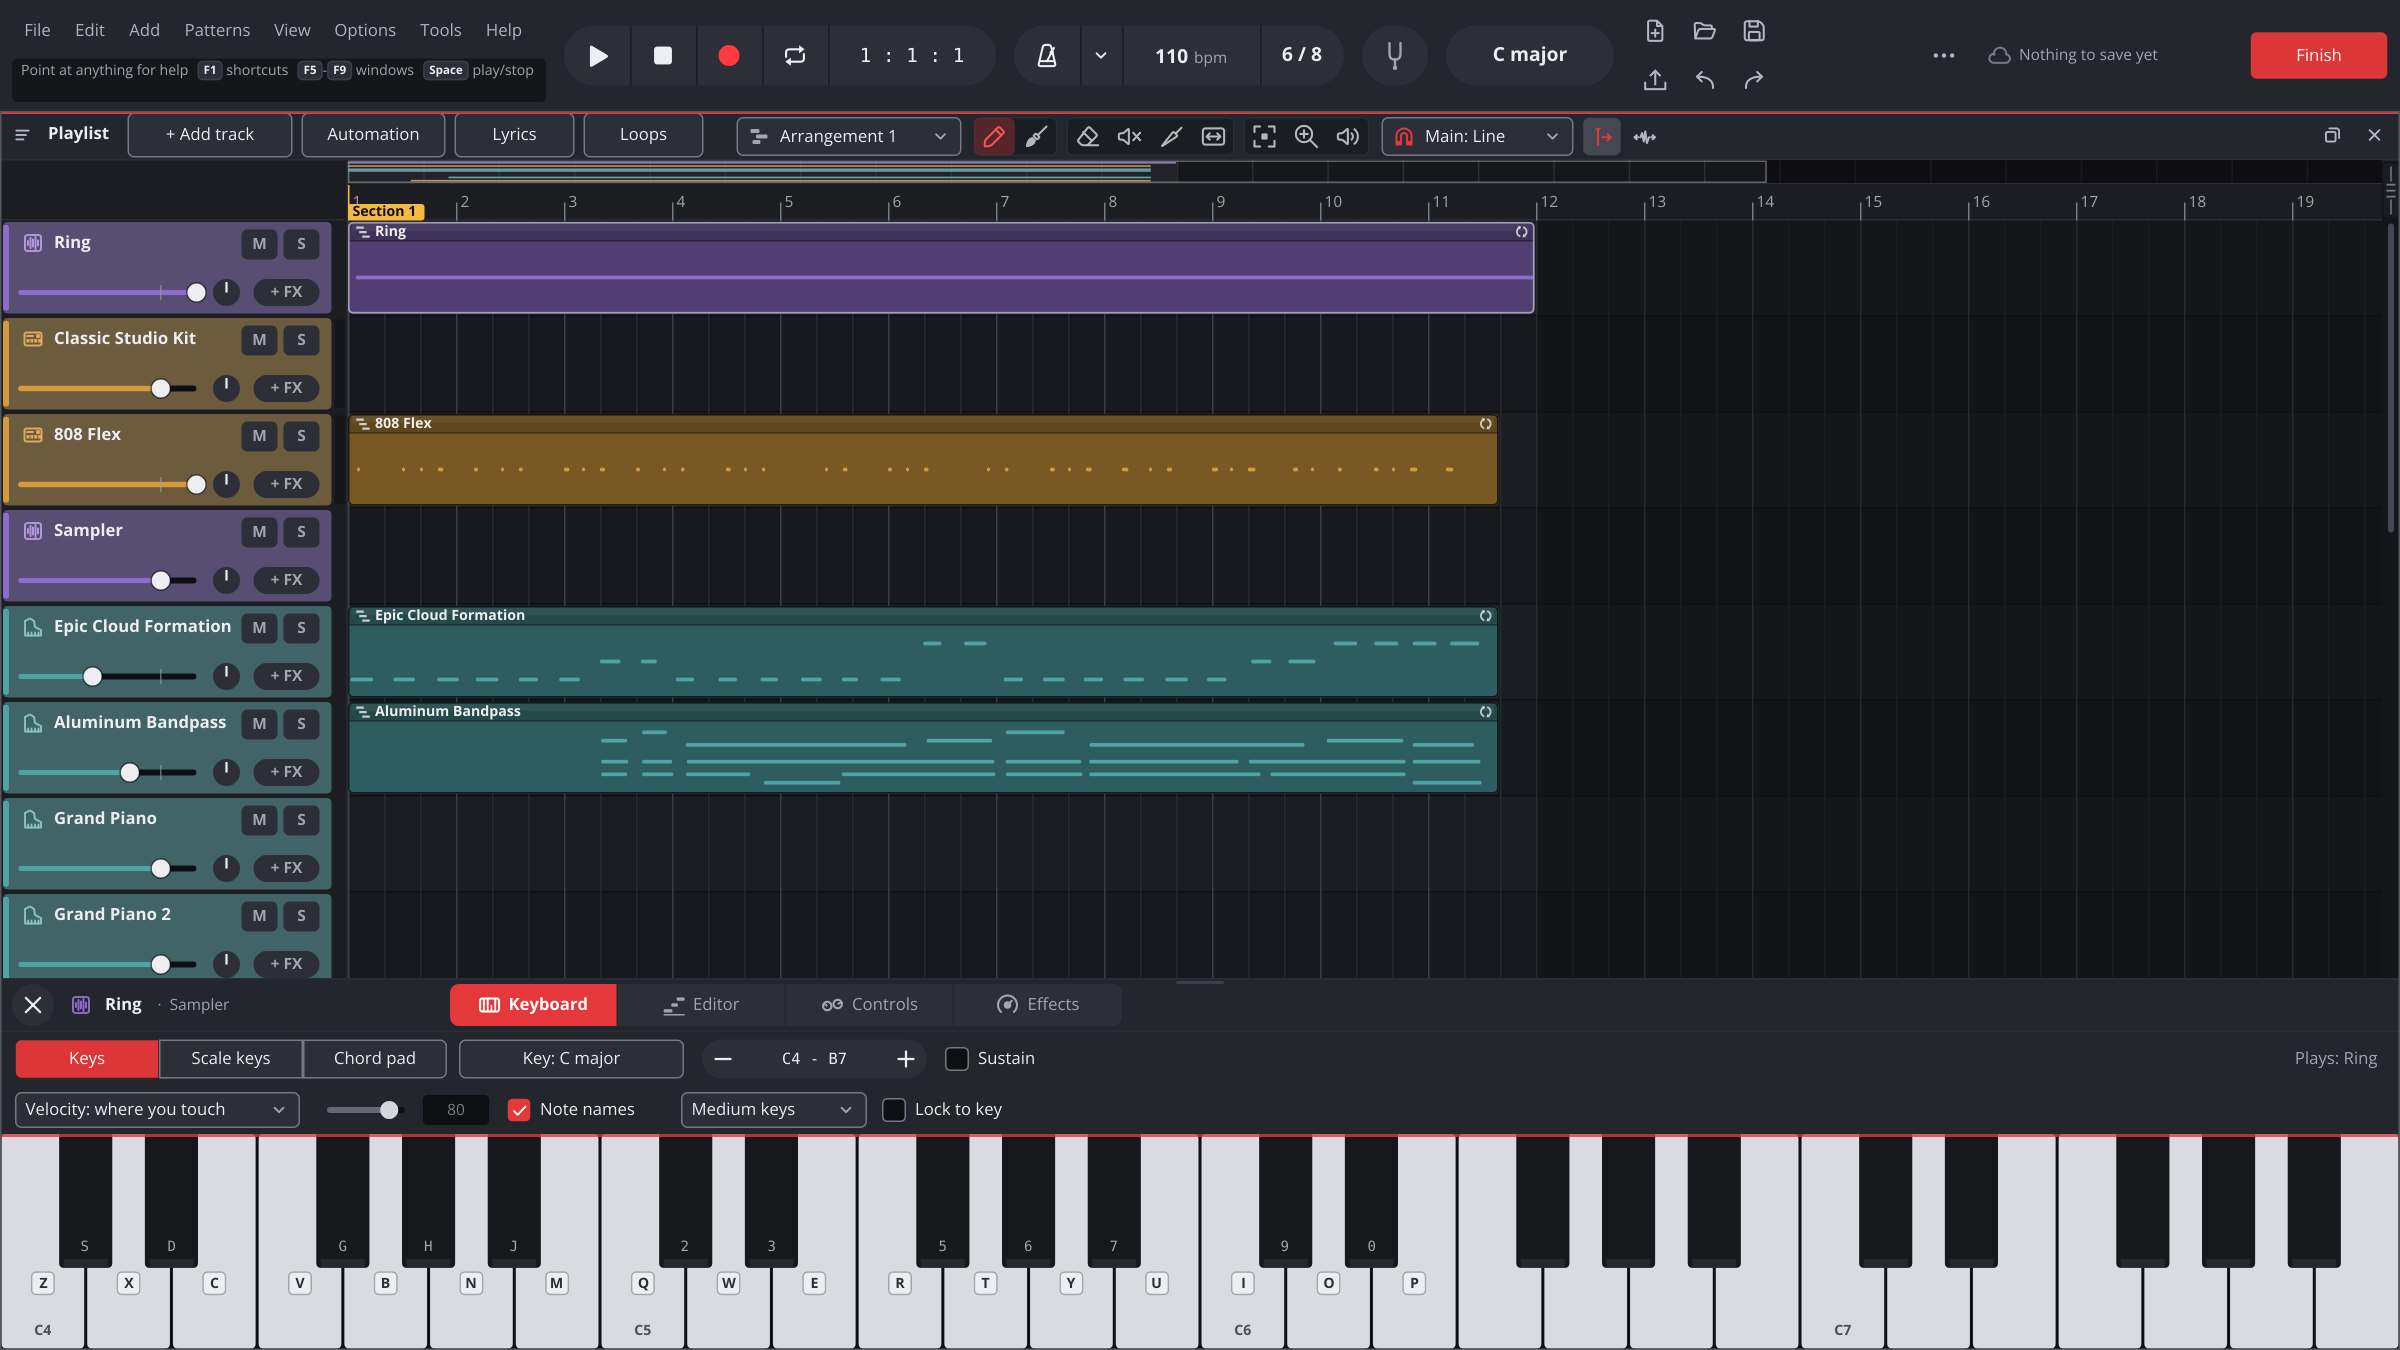 File Edit Add Patterns View Options Tools Help
Point at anything for help F1 shortcuts F5-F9 windows Space play/stop
1 : 1 : 1
110 bpm
6 / 8
C major
Nothing to save yet
Finish
Playlist + Add track Automation Lyrics Loops Arrangement 1 Main: Line
1 2 3 4 5 6 7 8 9 10 11 12 13 14 15 16 17 18 19
Section 1
Ring M S
+ FX
Ring
Classic Studio Kit M S
+ FX
808 Flex M S
+ FX
808 Flex
Sampler M S
+ FX
Epic Cloud Formation M S
+ FX
Epic Cloud Formation
Aluminum Bandpass M S
+ FX
Aluminum Bandpass
Grand Piano M S
+ FX
Grand Piano 2 M S
+ FX
Ring · Sampler Keyboard Editor Controls Effects
Keys Scale keys Chord pad Key: C major − C4 - B7 + Sustain Plays: Ring
Velocity: where you touch 80 Note names Medium keys Lock to key
S D G H J 2 3 5 6 7 9 0
Z X C V B N M Q W E R T Y U I O P
C4 C5 C6 C7